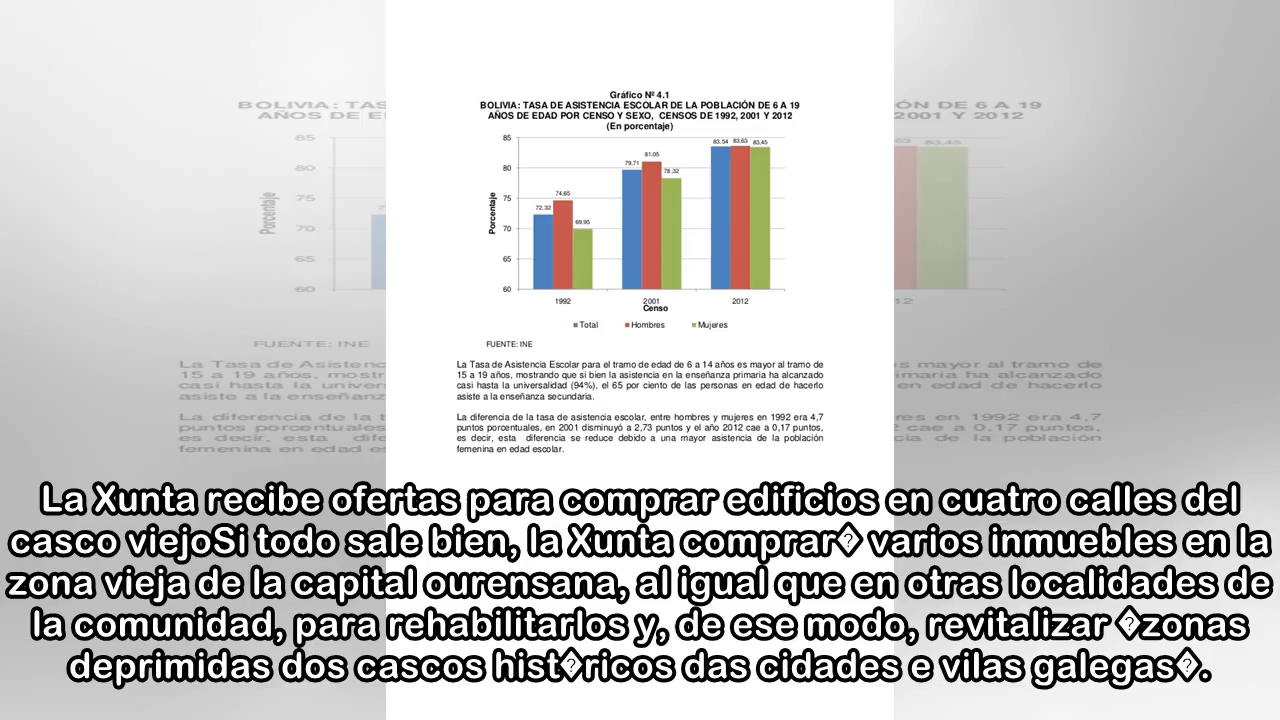 Gráfico Nº 4.1
BOLIVIA: TASA DE ASISTENCIA ESCOLAR DE LA POBLACIÓN DE 6 A 19
AÑOS DE EDAD POR CENSO Y SEXO, CENSOS DE 1992, 2001 Y 2012
(En porcentaje)
85
80
75
70
65
60
Porcentaje
72,32
74,65
69,95
79,71
81,05
78,32
83,54
83,63
83,45
1992
2001
2012
Censo
Total
Hombres
Mujeres
FUENTE: INE
La Tasa de Asistencia Escolar para el tramo de edad de 6 a 14 años es mayor al tramo de
15 a 19 años, mostrando que si bien la asistencia en la enseñanza primaria ha alcanzado
casi hasta la universalidad (94%), el 65 por ciento de las personas en edad de hacerlo
asiste a la enseñanza secundaria.
La diferencia de la tasa de asistencia escolar, entre hombres y mujeres en 1992 era 4,7
puntos porcentuales, en 2001 disminuyó a 2,73 puntos y el año 2012 cae a 0,17 puntos,
es decir, esta diferencia se reduce debido a una mayor asistencia de la población
femenina en edad escolar.
La Xunta recibe ofertas para comprar edificios en cuatro calles del
casco viejoSi todo sale bien, la Xunta comprar� varios inmuebles en la
zona vieja de la capital ourensana, al igual que en otras localidades de
la comunidad, para rehabilitarlos y, de ese modo, revitalizar �zonas
deprimidas dos cascos hist�ricos das cidades e vilas galegas�.